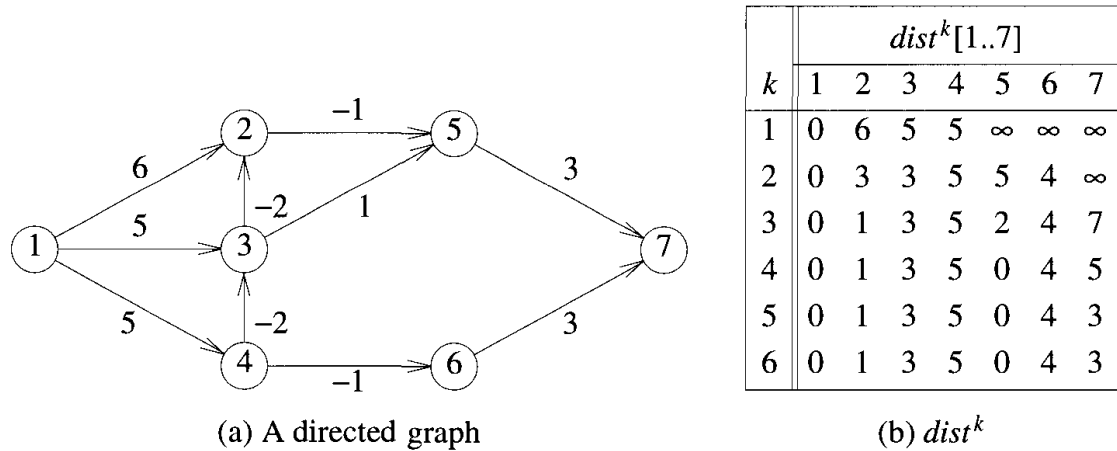 2
−1
5
6
3
−2
1
5
1
3
7
5
−2
3
4
−1
6
(a) A directed graph
dist^k[1..7]
k 1 2 3 4 5 6 7
1 0 6 5 5 ∞ ∞ ∞
2 0 3 3 5 5 4 ∞
3 0 1 3 5 2 4 7
4 0 1 3 5 0 4 5
5 0 1 3 5 0 4 3
6 0 1 3 5 0 4 3
(b) dist^k